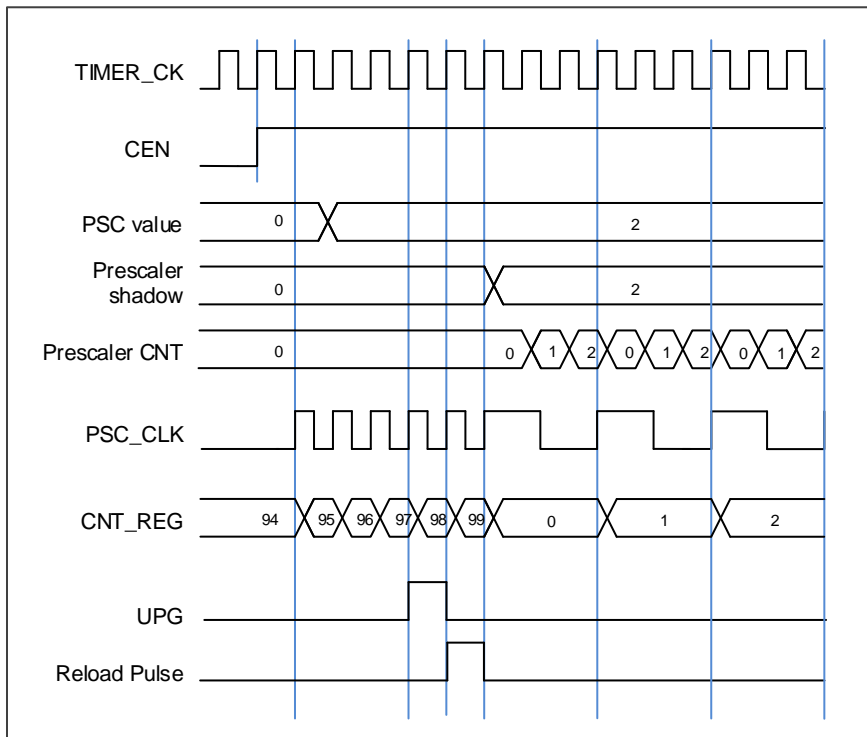 TIMER_CK
CEN
PSC value 0 2
Prescaler
shadow 0 2
Prescaler CNT 0 0 1 2 0 1 2 0 1 2
PSC_CLK
CNT_REG 94 95 96 97 98 99 0 1 2
UPG
Reload Pulse